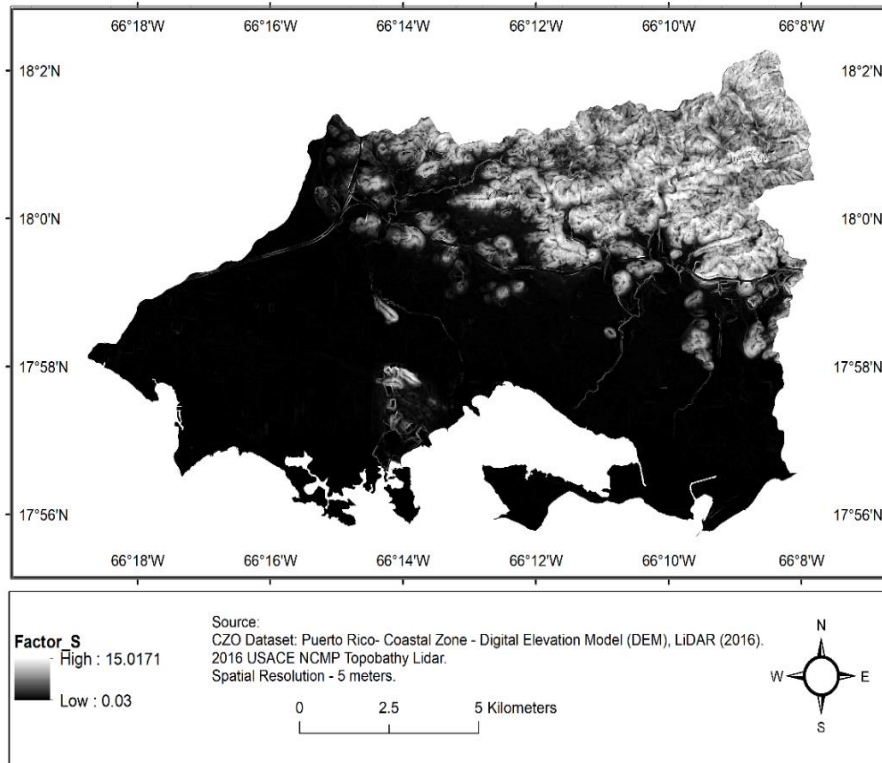 66°18'W 66°16'W 66°14'W 66°12'W 66°10'W 66°8'W
18°2'N 18°2'N
18°0'N 18°0'N
17°58'N 17°58'N
17°56'N 17°56'N
66°18'W 66°16'W 66°14'W 66°12'W 66°10'W 66°8'W
Factor_S
High : 15.0171
Low : 0.03
Source:
CZO Dataset: Puerto Rico- Coastal Zone - Digital Elevation Model (DEM), LiDAR (2016).
2016 USACE NCMP Topobathy Lidar.
Spatial Resolution - 5 meters.
0 2.5 5 Kilometers
N
W E
S